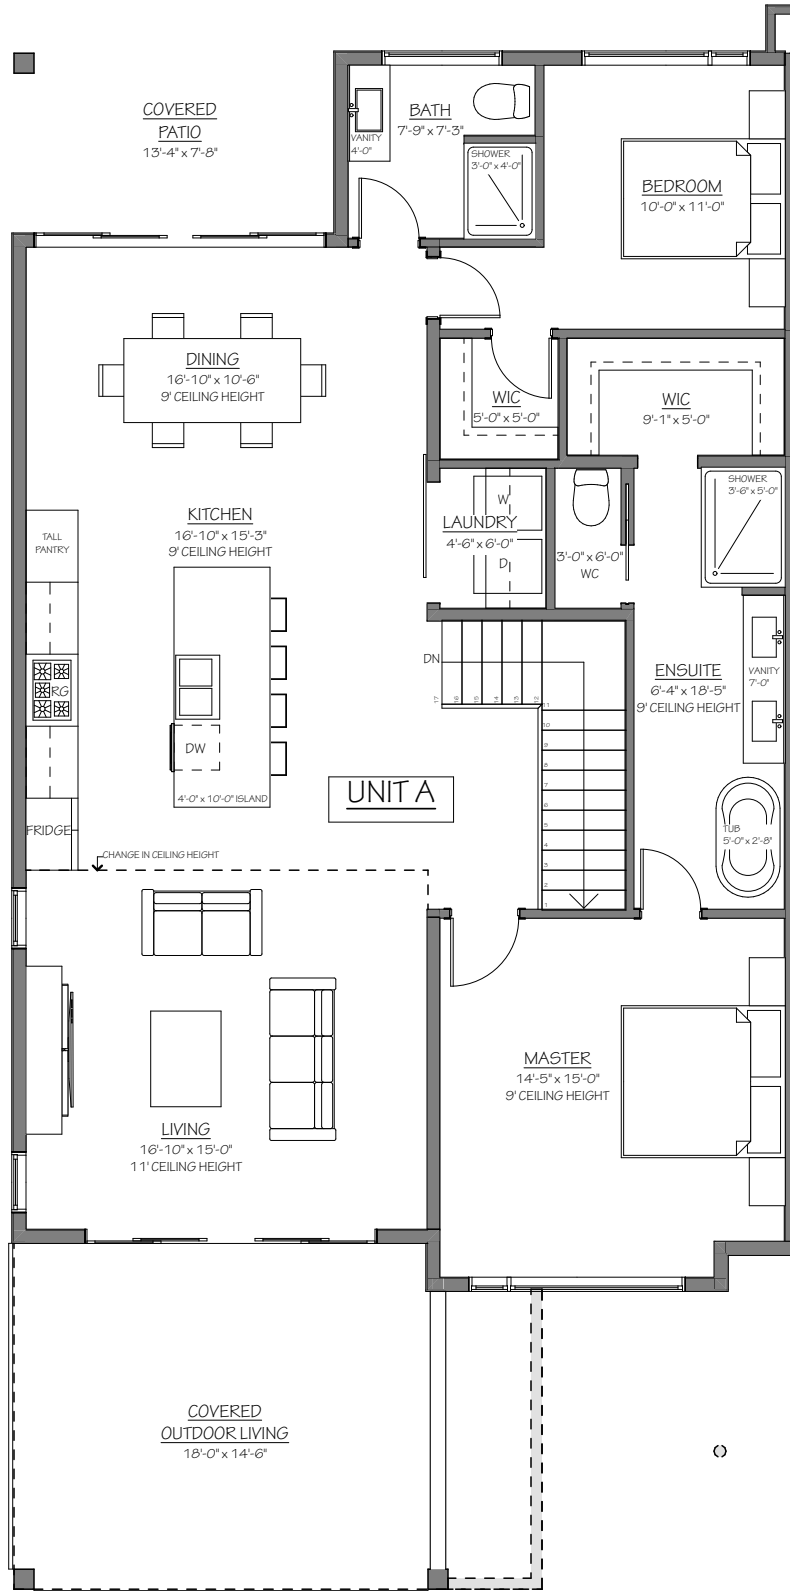 COVERED
PATIO
13'-4" x 7'-8"
BATH
7'-9" x 7'-3"
VANITY
4'-0"
SHOWER
3'-0" x 4'-0"
BEDROOM
10'-0" x 11'-0"
DINING
16'-10" x 10'-6"
9' CEILING HEIGHT
WIC
5'-0" x 5'-0"
WIC
9'-1" x 5'-0"
KITCHEN
16'-10" x 15'-3"
9' CEILING HEIGHT
TALL
PANTRY
W
LAUNDRY
4'-6" x 6'-0"
D
3'-0" x 6'-0"
WC
SHOWER
3'-6" x 5'-0"
RG
DW
4'-0" x 10'-0" ISLAND
FRIDGE
DN
17
16
15
14
13
12
11
10
9
8
7
6
5
4
3
2
1
ENSUITE
6'-4" x 18'-5"
9' CEILING HEIGHT
VANITY
7'-0"
TUB
5'-0" x 2'-8"
UNIT A
CHANGE IN CEILING HEIGHT
MASTER
14'-5" x 15'-0"
9' CEILING HEIGHT
LIVING
16'-10" x 15'-0"
11' CEILING HEIGHT
COVERED
OUTDOOR LIVING
18'-0" x 14'-6"